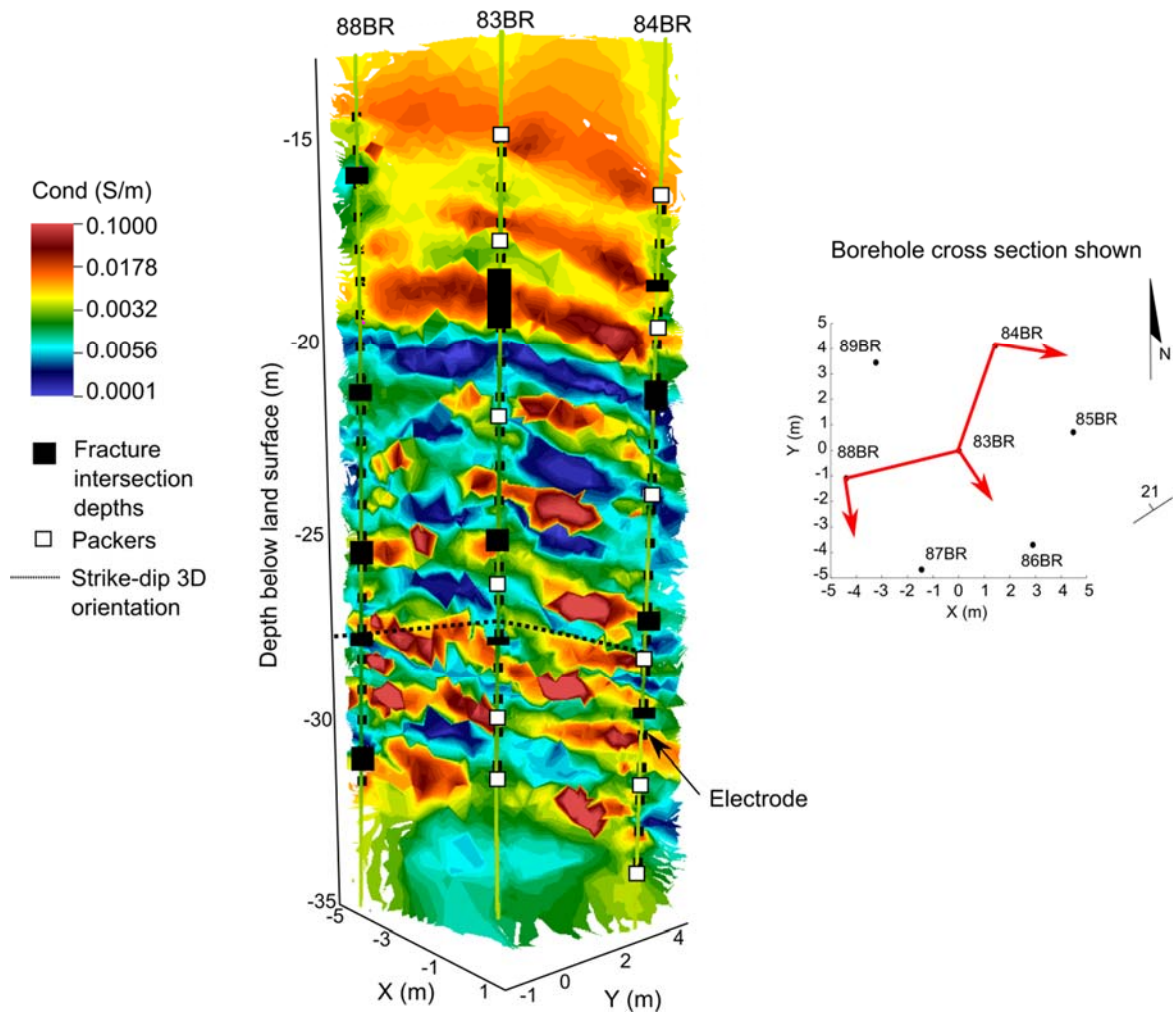 88BR
83BR
84BR
Cond (S/m)
0.1000
0.0178
0.0032
0.0056
0.0001
Fracture
intersection
depths
Packers
Strike-dip 3D
orientation
Depth below land surface (m)
-15
-20
-25
-30
-35
-5
-3
-1
1
X (m)
-1
0
2
4
Y (m)
Electrode
Borehole cross section shown
5
4
3
2
1
0
-1
-2
-3
-4
-5
Y (m)
89BR
84BR
88BR
83BR
85BR
87BR
86BR
N
21
-5 -4 -3 -2 -1 0 1 2 3 4 5
X (m)